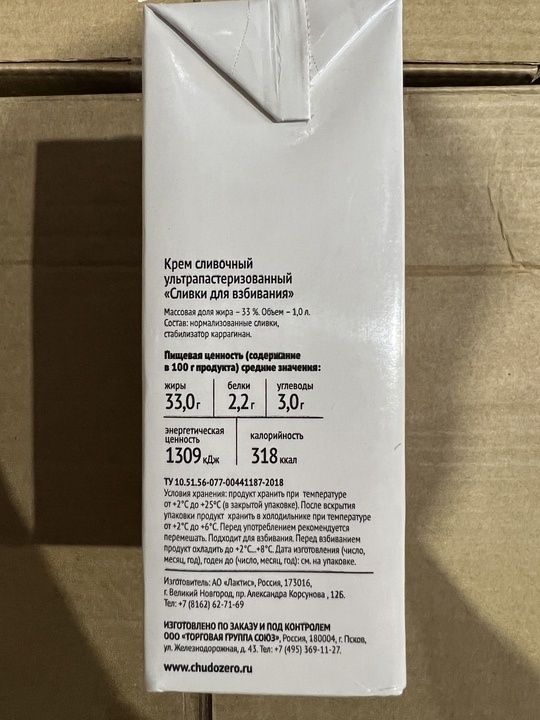 Крем сливочный
ультрапастеризованный
«Сливки для взбивания»
Массовая доля жира – 33 %. Объем – 1,0 л.
Состав: нормализованные сливки,
стабилизатор каррагинан.
Пищевая ценность (содержание
в 100 г продукта) средние значения:
жиры белки углеводы
33,0 г 2,2 г 3,0 г
энергетическая
ценность калорийность
1309 кДж 318 ккал
ТУ 10.51.56-077-00441187-2018
Условия хранения: продукт хранить при температуре
от +2°С до +25°С (в закрытой упаковке). После вскрытия
упаковки продукт хранить в холодильнике при температуре
от +2°С до +6°С. Перед употреблением рекомендуется
перемешать. Подходит для взбивания. Перед взбиванием
продукт охладить до +2°С...+8°С. Дата изготовления (число,
месяц, год), годен до (число, месяц, год): см. на упаковке.
Изготовитель: АО «Лактис», Россия, 173016,
г. Великий Новгород, пр. Александра Корсунова , 12Б.
Тел: +7 (8162) 62-71-69
ИЗГОТОВЛЕНО ПО ЗАКАЗУ И ПОД КОНТРОЛЕМ
ООО «ТОРГОВАЯ ГРУППА СОЮЗ», Россия, 180004, г. Псков,
ул. Железнодорожная, д. 43. Тел: +7 (495) 369-11-27.
www.chudozero.ru